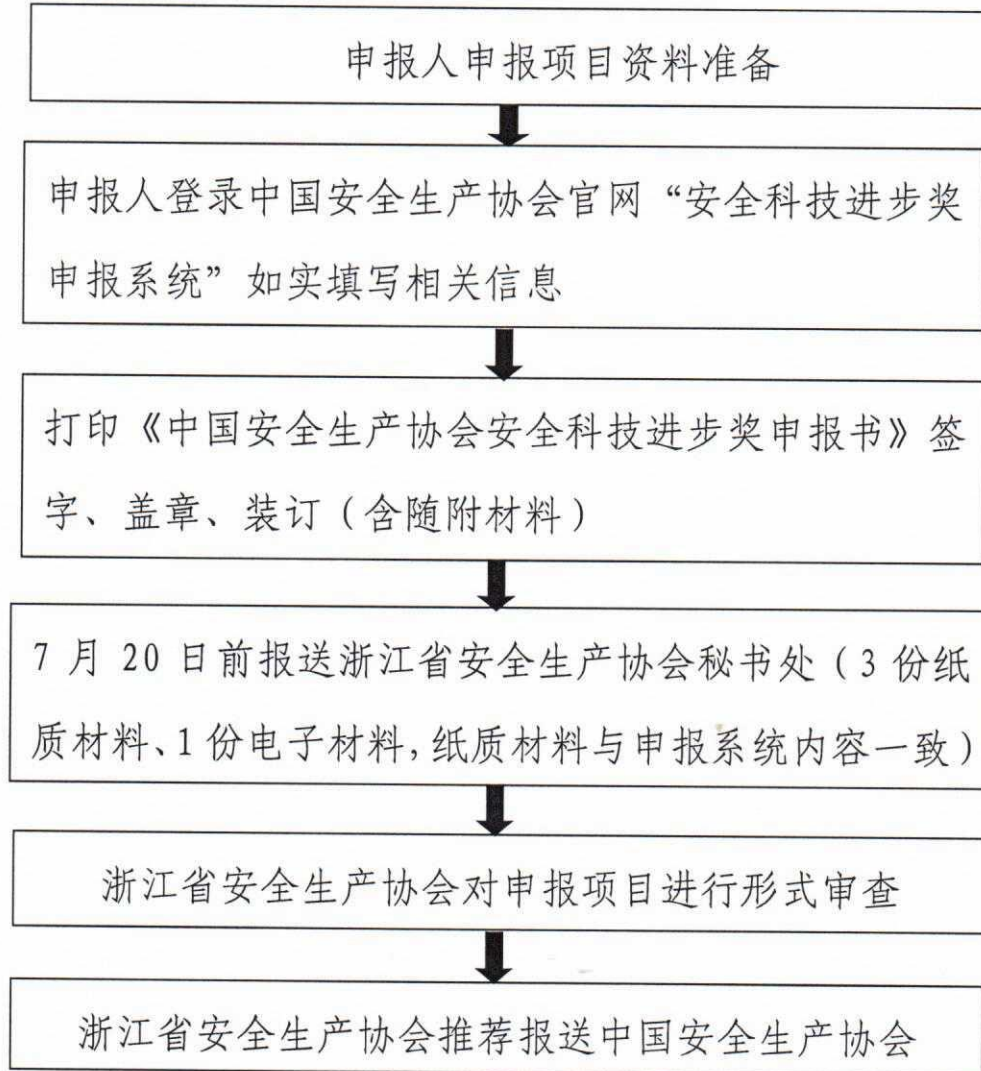 申报人申报项目资料准备
申报人登录中国安全生产协会官网“安全科技进步奖
申报系统”如实填写相关信息
打印《中国安全生产协会安全科技进步奖申报书》签
字、盖章、装订（含随附材料）
7 月 20 日前报送浙江省安全生产协会秘书处（3 份纸
质材料、1 份电子材料,纸质材料与申报系统内容一致）
浙江省安全生产协会对申报项目进行形式审查
浙江省安全生产协会推荐报送中国安全生产协会